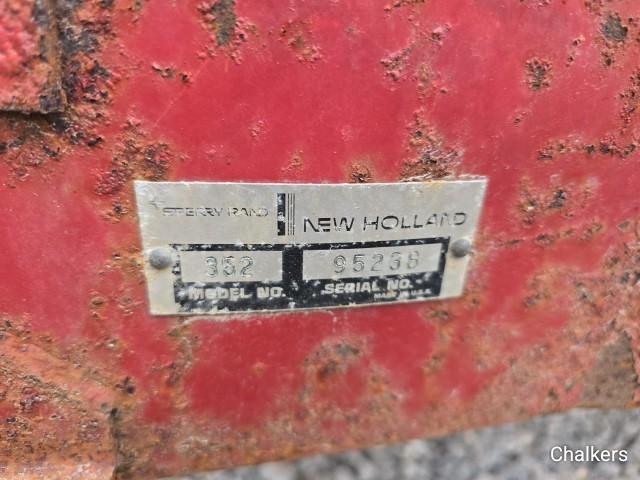 SPERRY RAND NEW HOLLAND
352 95238
MODEL NO. SERIAL NO.
MADE IN U.S.A.
Chalkers